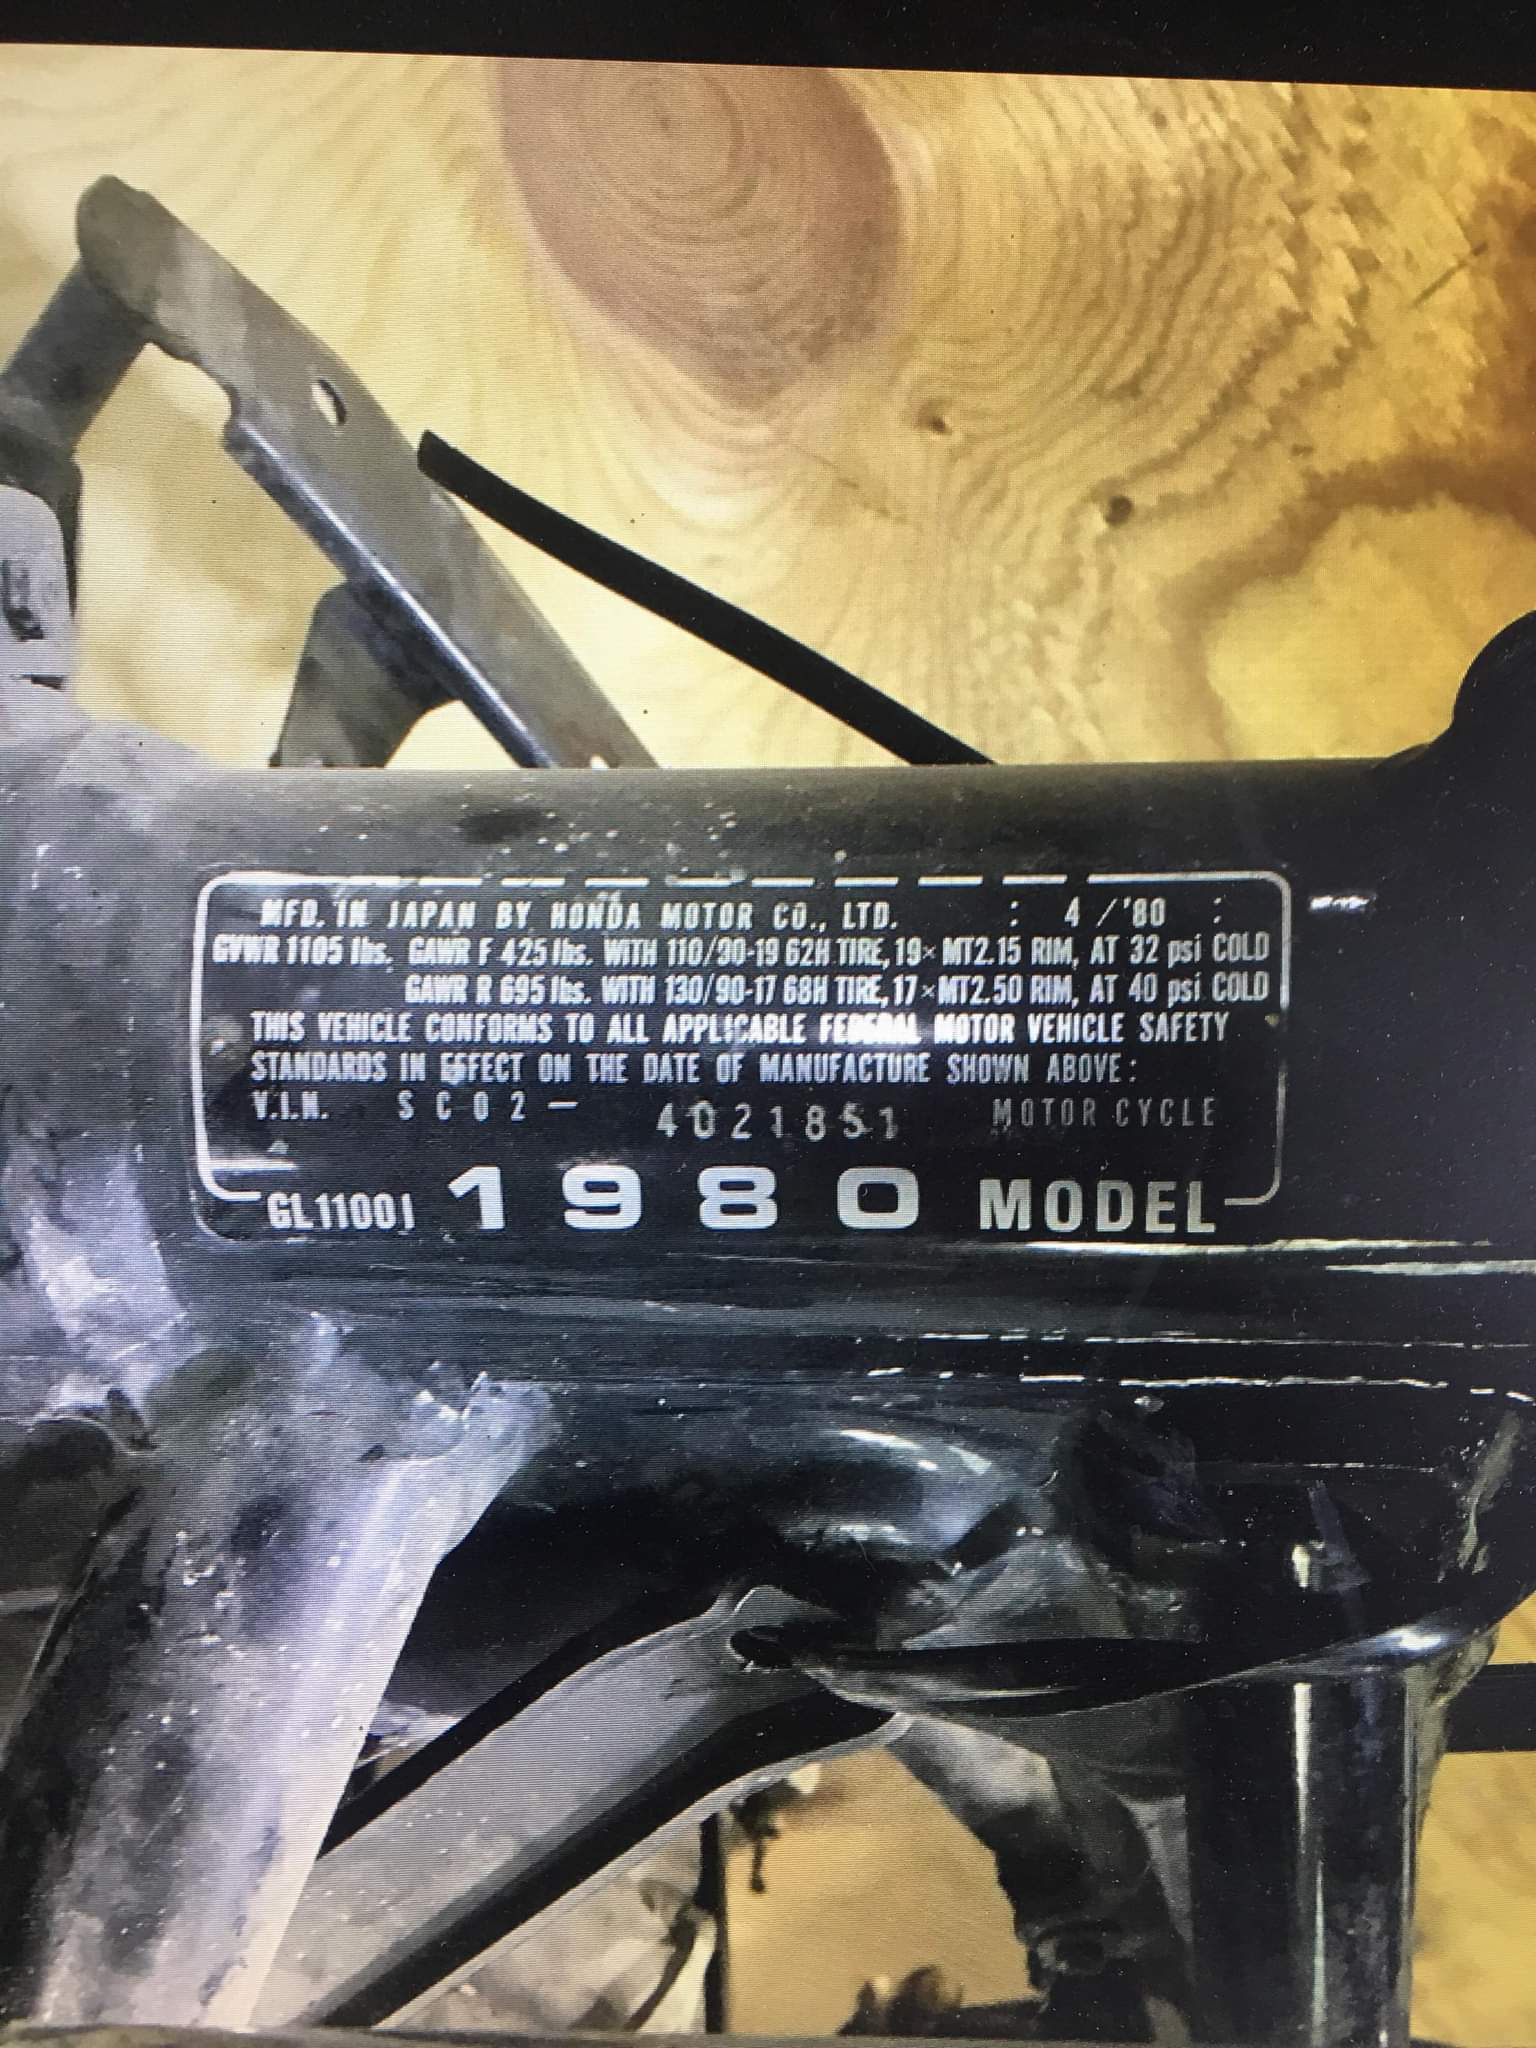 MFD. IN JAPAN BY HONDA MOTOR CO., LTD. : 4 / '80 :
GVWR 1105 lbs. GAWR F 425 lbs. WITH 110/90-19 62H TIRE, 19×MT2.15 RIM, AT 32 psi COLD
GAWR R 695 lbs. WITH 130/90-17 68H TIRE, 17×MT2.50 RIM, AT 40 psi COLD
THIS VEHICLE CONFORMS TO ALL APPLICABLE FEDERAL MOTOR VEHICLE SAFETY
STANDARDS IN EFFECT ON THE DATE OF MANUFACTURE SHOWN ABOVE:
V.I.N. SC02- 4021851 MOTORCYCLE
GL1100I 1980 MODEL